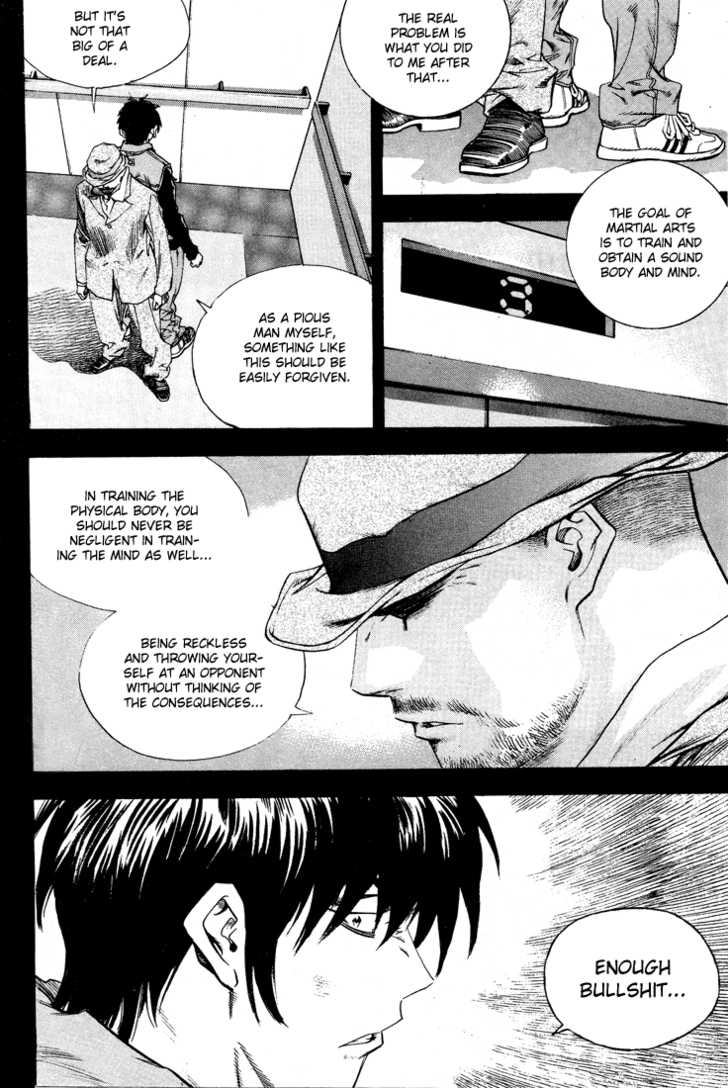 BUT IT'S
NOT THAT
BIG OF A
DEAL.
AS A PIOUS
MAN MYSELF,
SOMETHING LIKE
THIS SHOULD BE
EASILY FORGIVEN.
THE REAL
PROBLEM IS
WHAT YOU DID
TO ME AFTER
THAT...
THE GOAL OF
MARTIAL ARTS
IS TO TRAIN AND
OBTAIN A SOUND
BODY AND MIND.
3
IN TRAINING THE
PHYSICAL BODY, YOU
SHOULD NEVER BE
NEGLIGENT IN TRAIN-
ING THE MIND AS WELL...
BEING RECKLESS
AND THROWING YOUR-
SELF AT AN OPPONENT
WITHOUT THINKING OF
THE CONSEQUENCES...
ENOUGH
BULLSHIT...